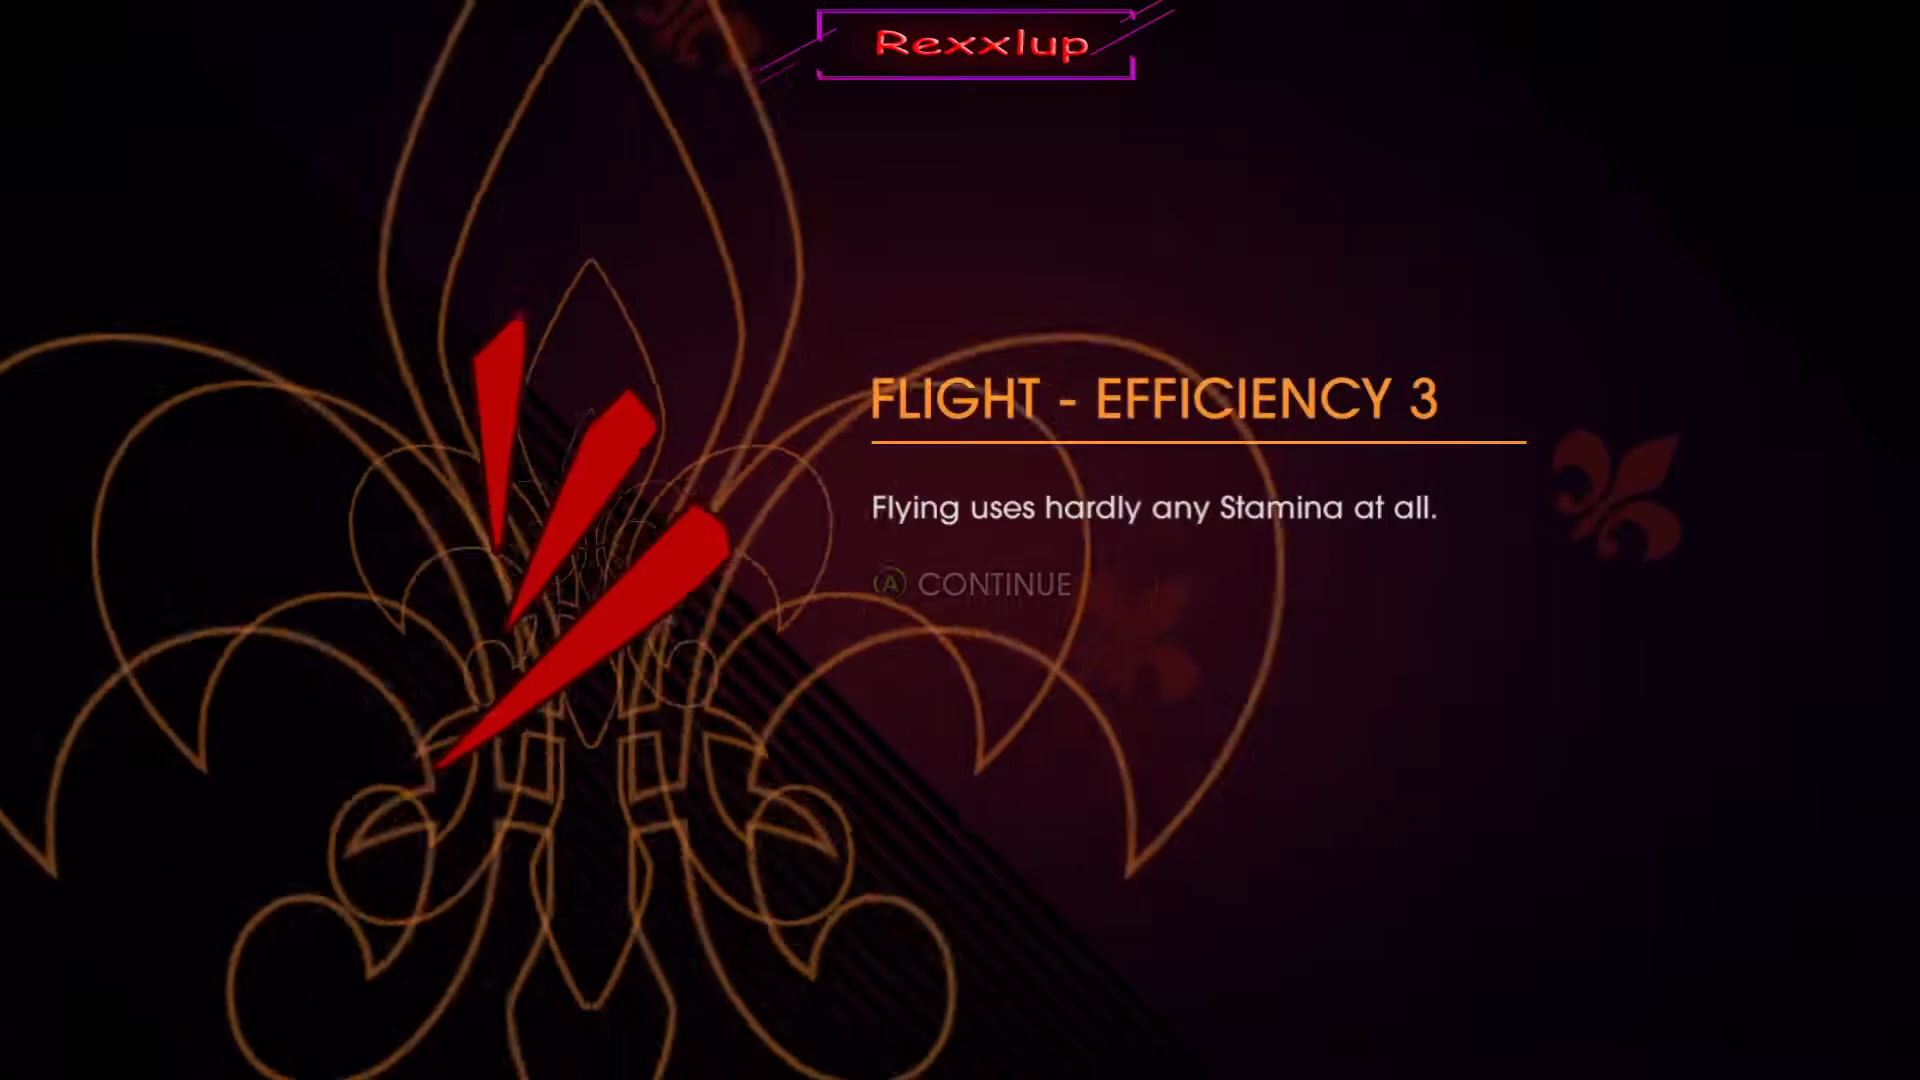 Rexxlup
FLIGHT - EFFICIENCY 3
Flying uses hardly any Stamina at all.
A CONTINUE